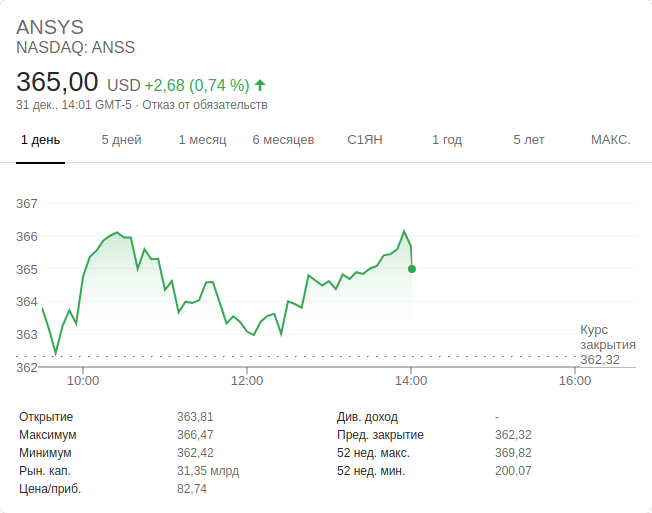 ANSYS
NASDAQ: ANSS
365,00 USD +2,68 (0,74 %)
31 дек., 14:01 GMT-5 · Отказ от обязательств
1 день 5 дней 1 месяц 6 месяцев С1ЯН 1 год 5 лет МАКС.
367
366
365
364
363
362
Курс
закрытия
362,32
10:00 12:00 14:00 16:00
Открытие 363,81 Див. доход -
Максимум 366,47 Пред. закрытие 362,32
Минимум 362,42 52 нед. макс. 369,82
Рын. кап. 31,35 млрд 52 нед. мин. 200,07
Цена/приб. 82,74